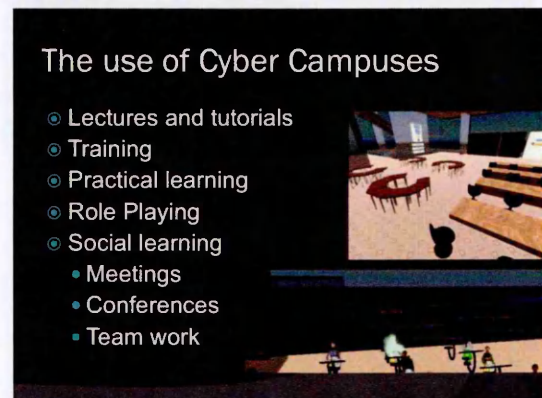 The use of Cyber Campuses
Lectures and tutorials
Training
Practical learning
Role Playing
Social learning
Meetings
Conferences
Team work